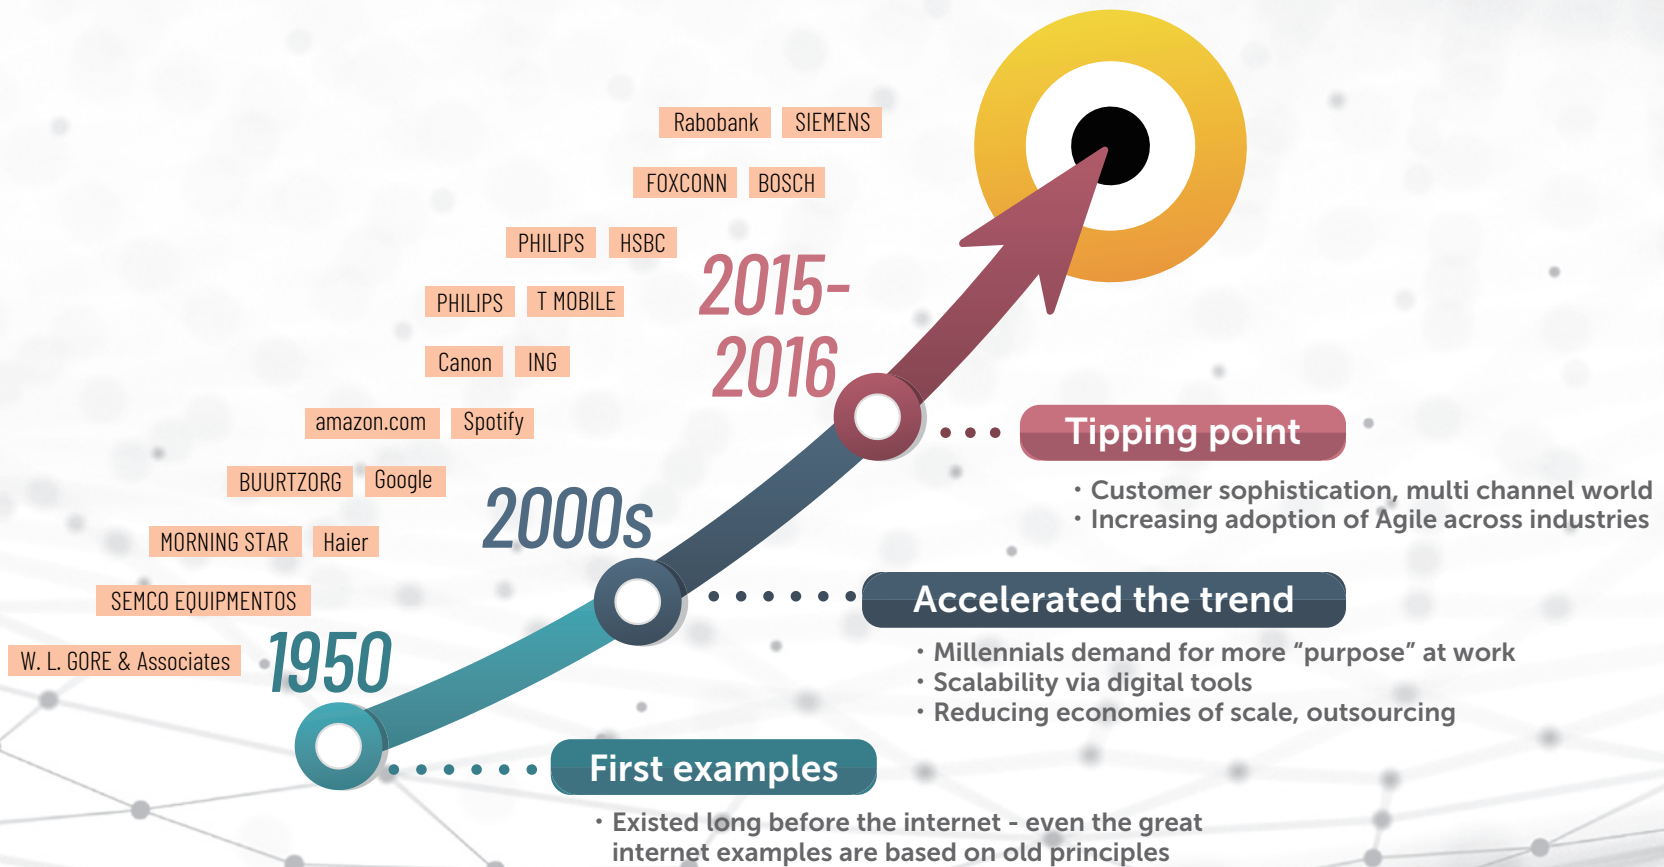 Rabobank SIEMENS
FOXCONN BOSCH
PHILIPS HSBC
PHILIPS T MOBILE
Canon ING
amazon.com Spotify
BUURTZORG Google
MORNING STAR Haier
SEMCO EQUIPMENTOS
W. L. GORE & Associates
2015-
2016
Tipping point
• Customer sophistication, multi channel world
• Increasing adoption of Agile across industries
2000s
Accelerated the trend
• Millennials demand for more “purpose” at work
• Scalability via digital tools
• Reducing economies of scale, outsourcing
1950
First examples
• Existed long before the internet - even the great
internet examples are based on old principles